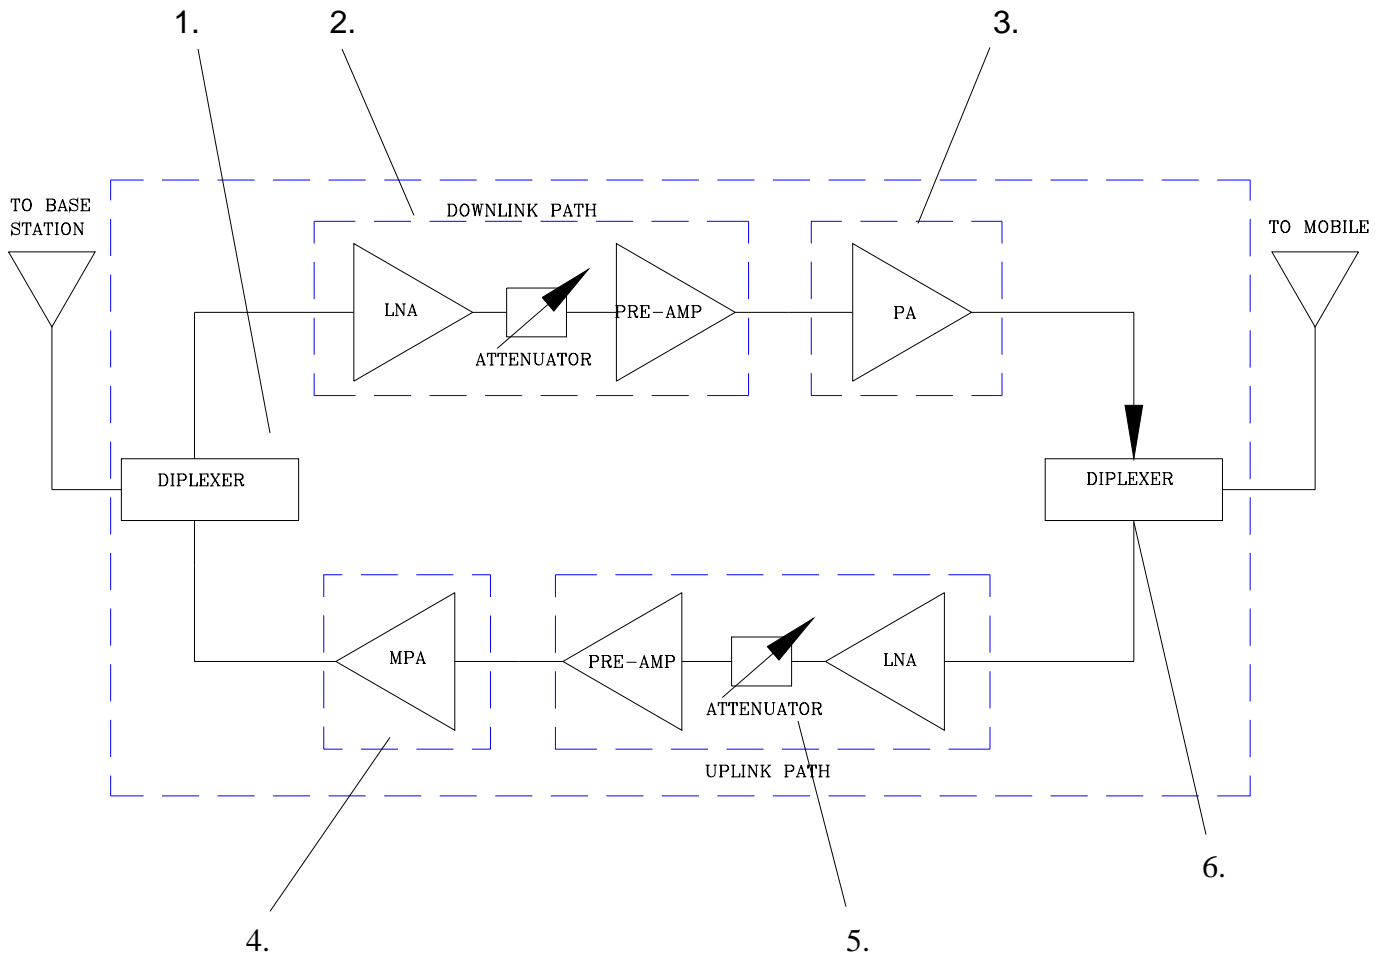 1.
2.
3.
TO BASE
STATION
DOWNLINK PATH
TO MOBILE
LNA
PRE-AMP
PA
ATTENUATOR
DIPLEXER
DIPLEXER
MPA
PRE-AMP
LNA
ATTENUATOR
UPLINK PATH
6.
4.
5.